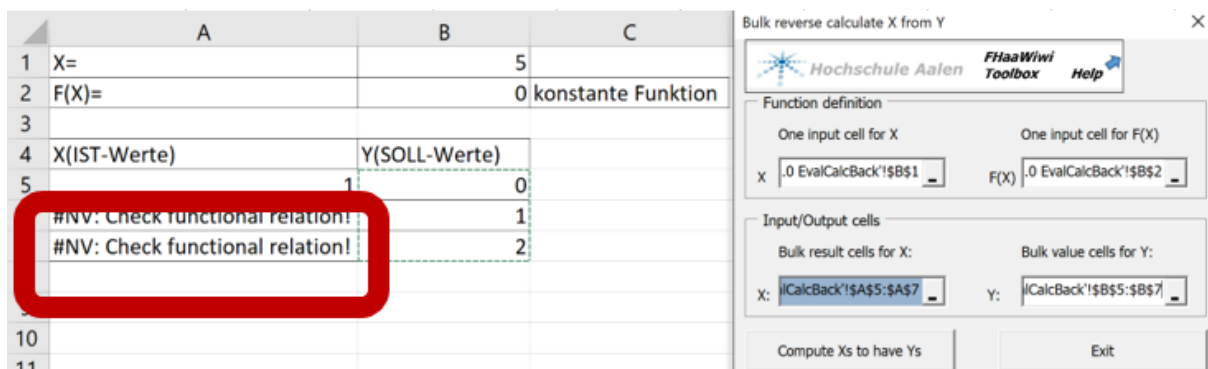 A B C
1 X= 5
2 F(X)= 0 konstante Funktion
3
4 X(IST-Werte) Y(SOLL-Werte)
5 1 0
#NV: Check functional relation! 1
#NV: Check functional relation! 2
10
11
Bulk reverse calculate X from Y
Hochschule Aalen FHaaWiwi Toolbox Help
Function definition
One input cell for X One input cell for F(X)
X .0 EvalCalcBack'!$B$1 _ F(X) .0 EvalCalcBack'!$B$2 _
Input/Output cells
Bulk result cells for X: Bulk value cells for Y:
X: lCalcBack'!$A$5:$A$7 _ Y: lCalcBack'!$B$5:$B$7 _
Compute Xs to have Ys Exit